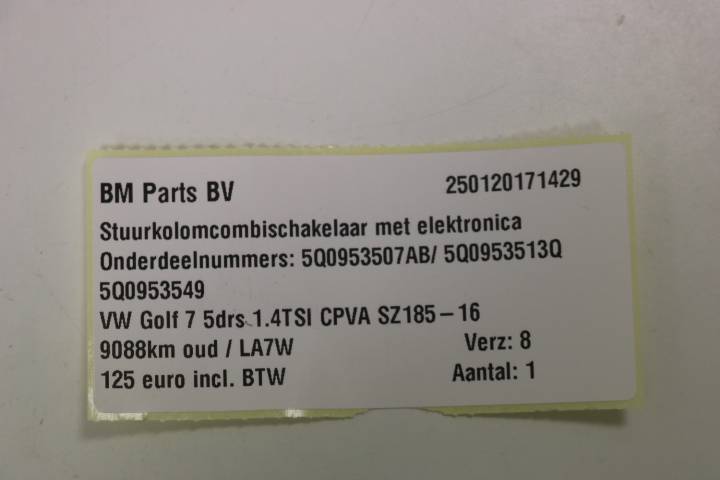 BM Parts BV 250120171429
Stuurkolomcombischakelaar met elektronica
Onderdeelnummers: 5Q0953507AB/ 5Q0953513Q
5Q0953549
VW Golf 7 5drs 1.4TSI CPVA SZ185-16
9088km oud / LA7W Verz: 8
125 euro incl. BTW Aantal: 1